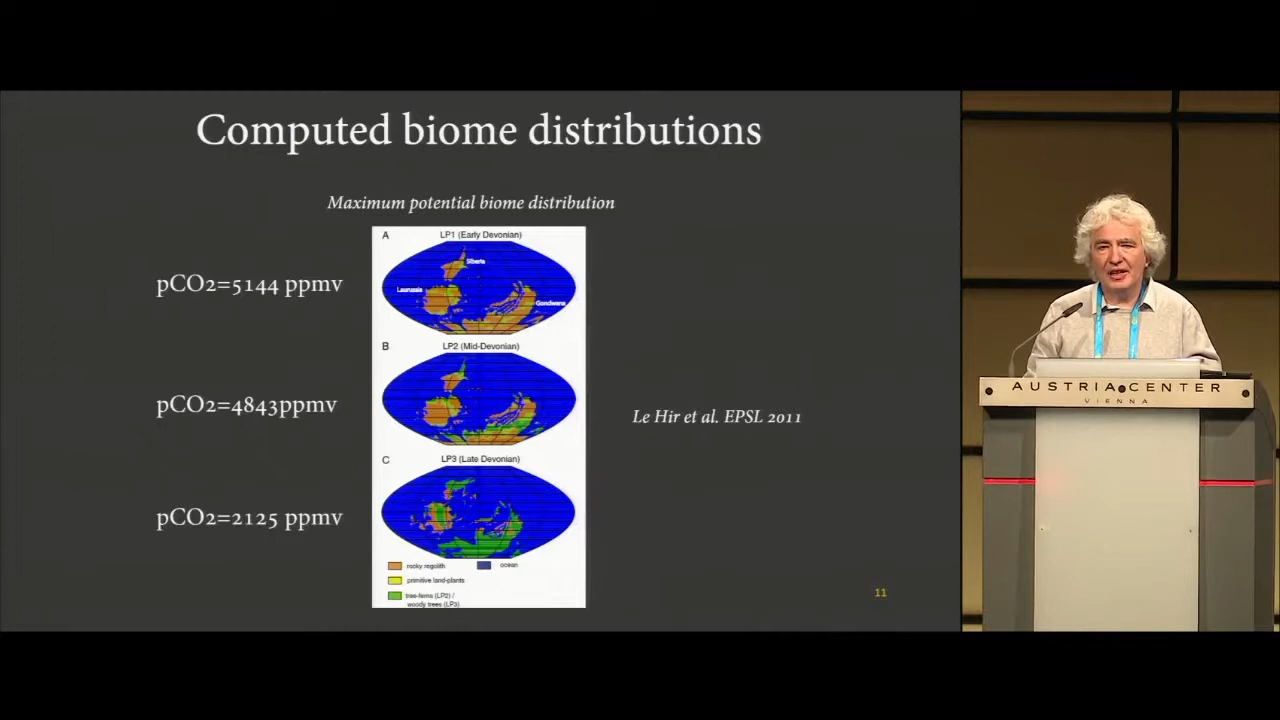 Computed biome distributions
Maximum potential biome distribution
A
LP1 (Early Devonian)
Siberia
Laurussia
Gondwana
pCO2=5144 ppmv
B
LP2 (Mid-Devonian)
pCO2=4843ppmv
Le Hir et al. EPSL 2011
C
LP3 (Late Devonian)
pCO2=2125 ppmv
rocky regolith
ocean
primitive land-plants
tree-ferns (LP2) /
woody trees (LP3)
11
AUSTRIA CENTER
VIENNA